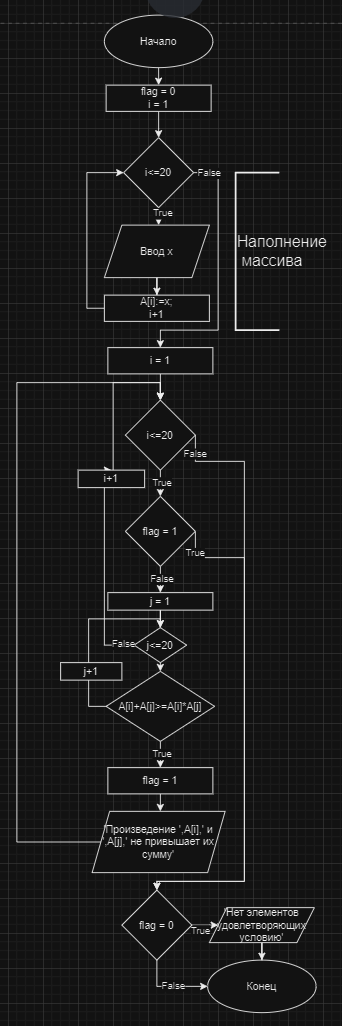 Начало
flag = 0
i = 1
i<=20
False
True
Ввод x
A[i]:=x;
i+1
Наполнение
массива
i = 1
i<=20
False
True
i+1
flag = 1
True
False
j = 1
False
j<=20
j+1
A[i]+A[j]>=A[i]*A[j]
True
flag = 1
'Произведение ',A[i],' и
',A[j],' не привышает их
сумму'
flag = 0
True
'Нет элементов
удовлетворяющих
условию'
False
Конец